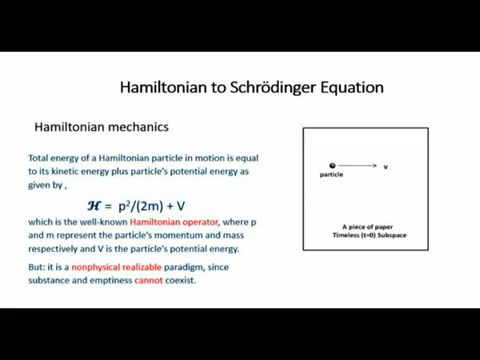 Hamiltonian to Schrödinger Equation
Hamiltonian mechanics
Total energy of a Hamiltonian particle in motion is equal
to its kinetic energy plus particle's potential energy as
given by ,
ℋ = p²/(2m) + V
which is the well-known Hamiltonian operator, where p
and m represent the particle's momentum and mass
respectively and V is the particle's potential energy.
But: it is a nonphysical realizable paradigm, since
substance and emptiness cannot coexist.
v
particle
A piece of paper
Timeless (t=0) Subspace